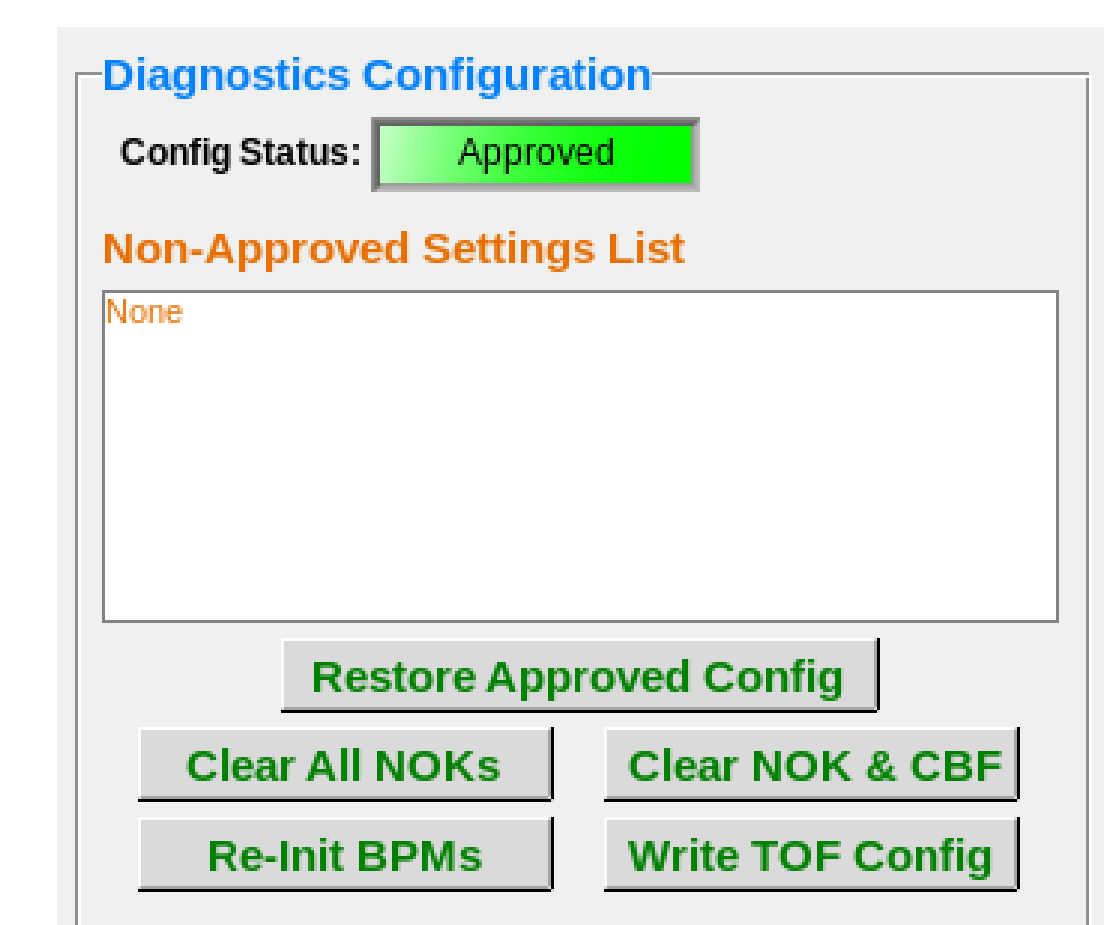 Diagnostics Configuration
Config Status: Approved
Non-Approved Settings List
None
Restore Approved Config
Clear All NOKs Clear NOK & CBF
Re-Init BPMs Write TOF Config